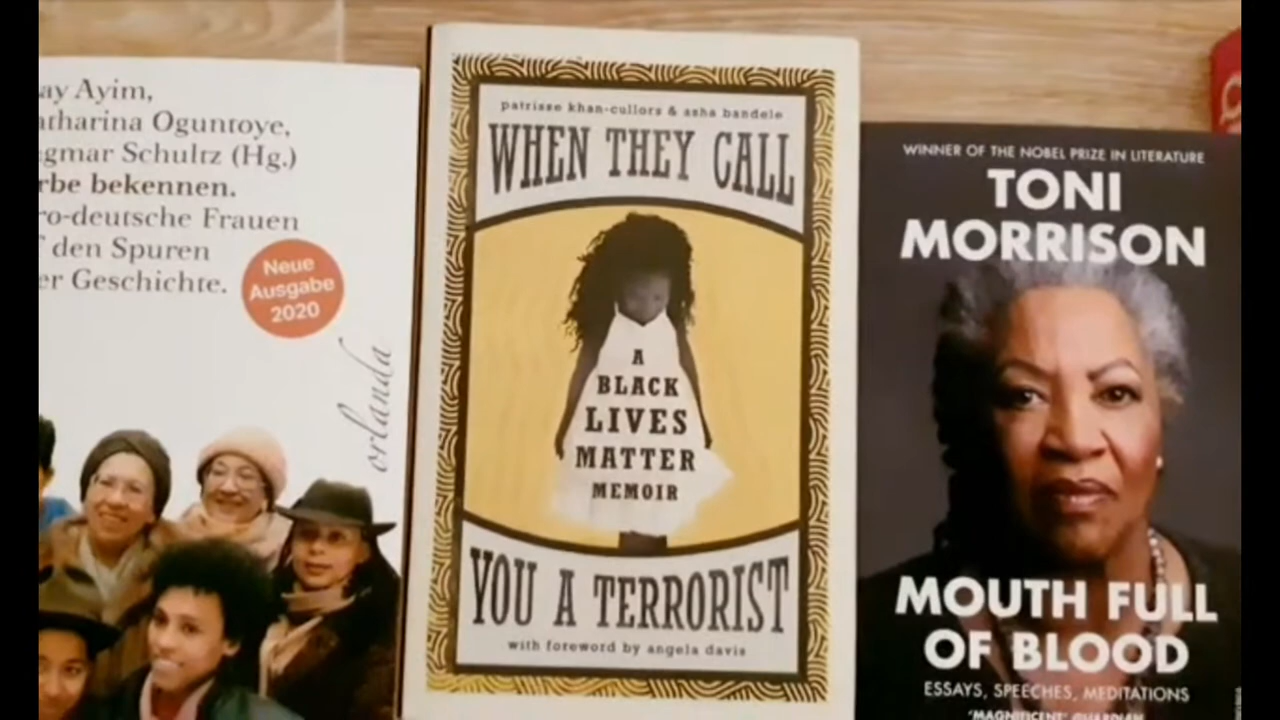 ay Ayim,
atharina Oguntoye,
gmar Schultz (Hg.)
rbe bekennen.
ro-deutsche Frauen
f den Spuren
er Geschichte.
Neue
Ausgabe
2020
orlanda
patrisse khan-cullors & asha bandele
WHEN THEY CALL
A
BLACK
LIVES
MATTER
MEMOIR
YOU A TERRORIST
with foreword by angela davis
WINNER OF THE NOBEL PRIZE IN LITERATURE
TONI
MORRISON
MOUTH FULL
OF BLOOD
ESSAYS, SPEECHES, MEDITATIONS
'MAGNIFICENT' GUARDIAN